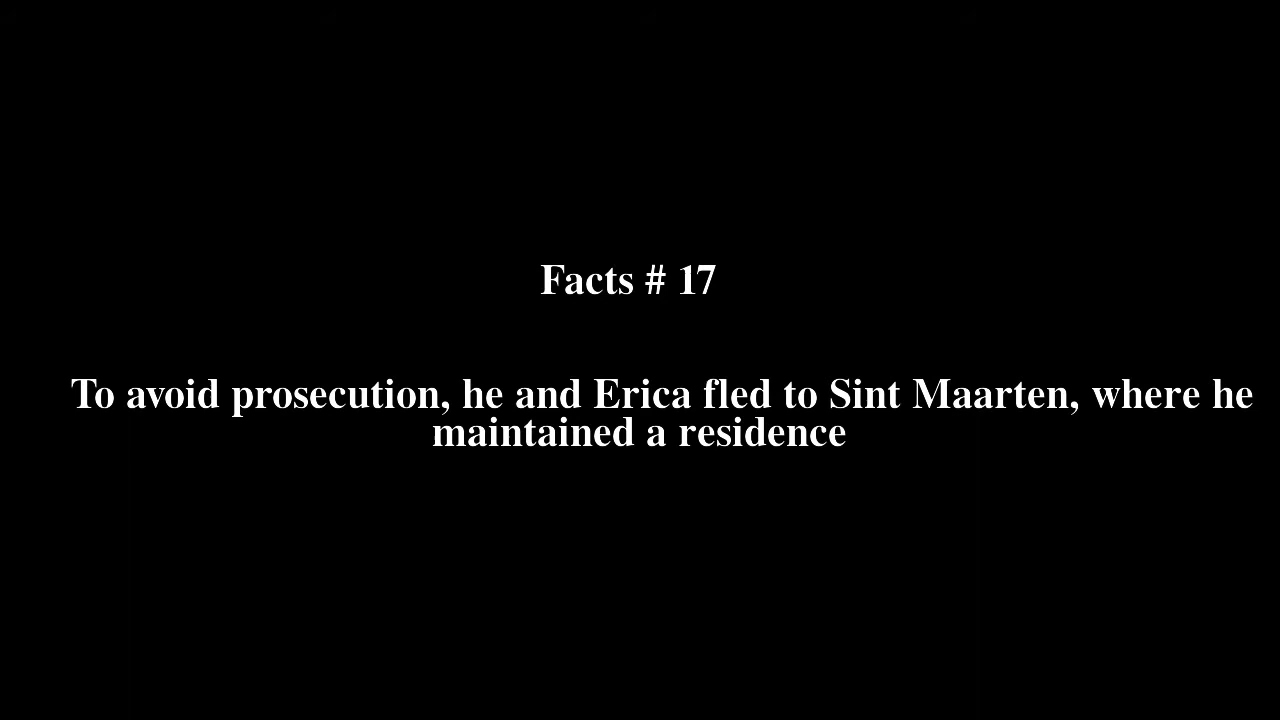 Facts # 17
To avoid prosecution, he and Erica fled to Sint Maarten, where he
maintained a residence